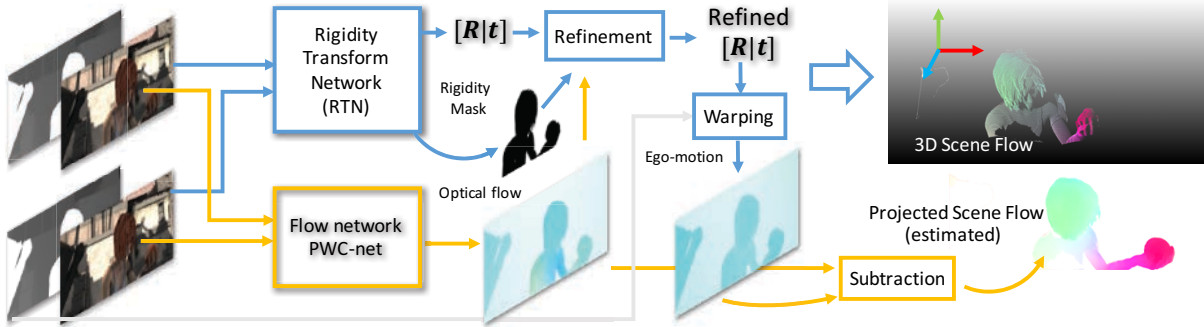 Rigidity
Transform
Network
(RTN)
[R|t]
Refinement
Refined
[R|t]
Rigidity
Mask
Warping
Ego-motion
3D Scene Flow
Optical flow
Flow network
PWC-net
Projected Scene Flow
(estimated)
Subtraction